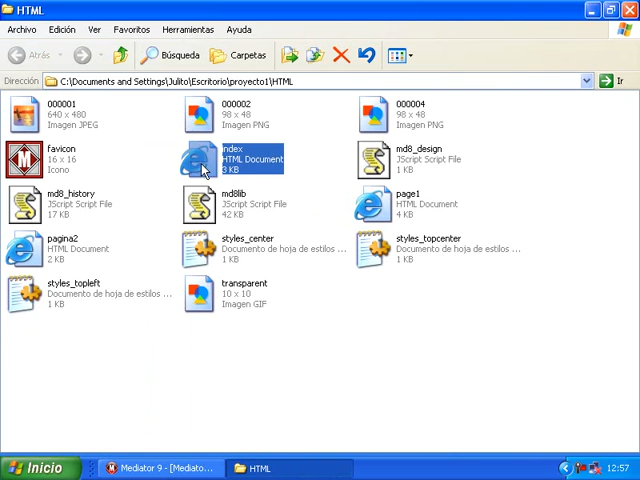 HTML
Archivo Edición Ver Favoritos Herramientas Ayuda
Atrás Búsqueda Carpetas
Dirección C:\Documents and Settings\Julito\Escritorio\proyecto1\HTML Ir
000001
640 x 480
Imagen JPEG
000002
98 x 48
Imagen PNG
000004
98 x 48
Imagen PNG
favicon
16 x 16
Icono
index
HTML Document
3 KB
md8_design
JScript Script File
md8_history
JScript Script File
17 KB
md8lib
JScript Script File
42 KB
page1
HTML Document
4 KB
pagina2
HTML Document
2 KB
styles_center
Documento de hoja de estilos ...
1 KB
styles_topcenter
Documento de hoja de estilos ...
1 KB
styles_topleft
Documento de hoja de estilos ...
1 KB
transparent
10 x 10
Imagen GIF
Inicio Mediator 9 - [Mediato... HTML 12:57